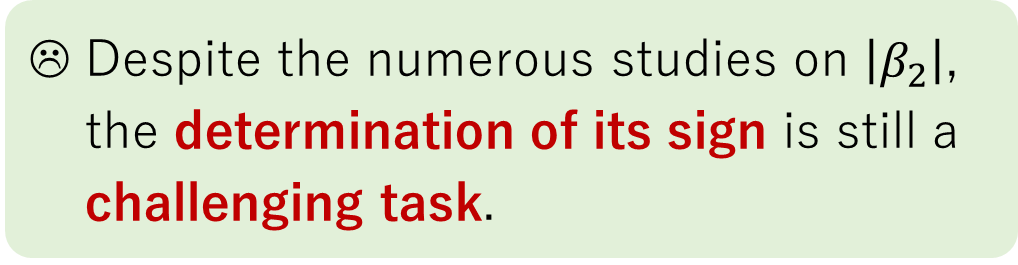 ☹ Despite the numerous studies on |β₂|,
the determination of its sign is still a
challenging task.